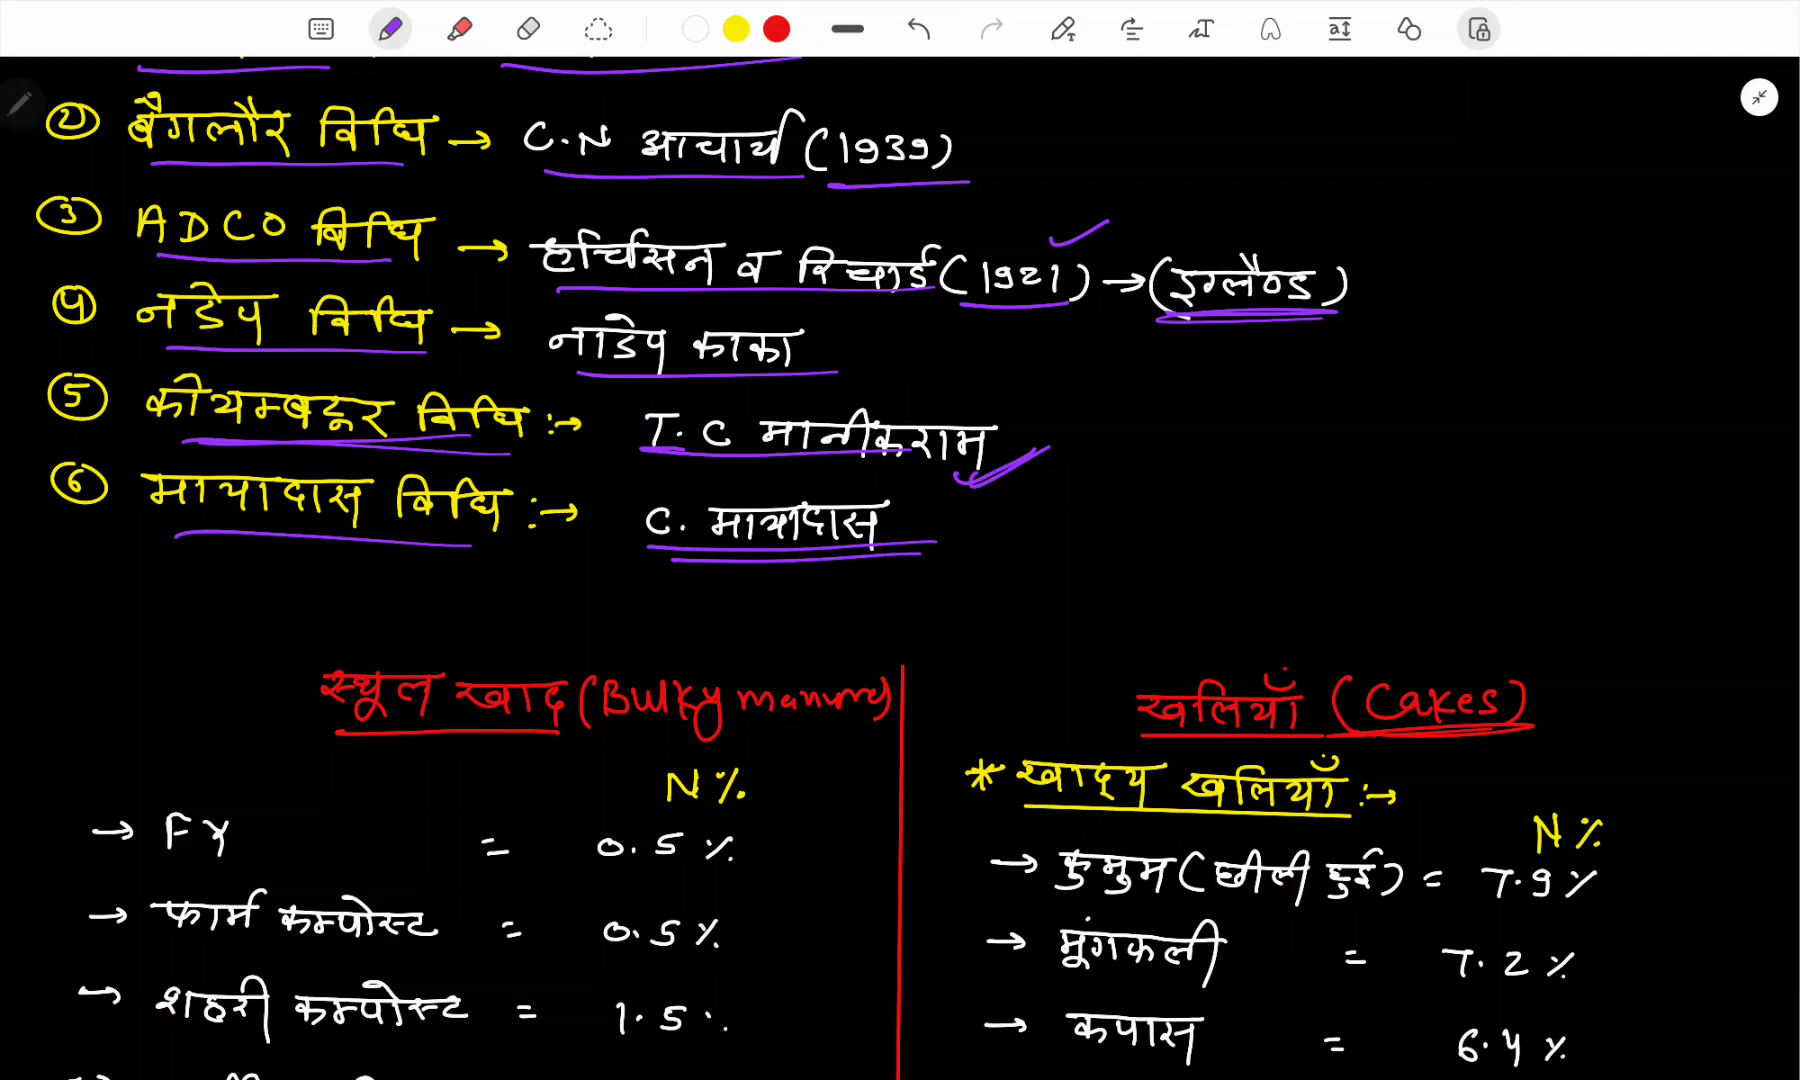 ② बैंगलौर विधि → C.N आचार्य (1939)
③ ADCO विधि → हचिंसिन व रिचार्ड (1921) → (इग्लैण्ड)
④ नडेप विधि → नाडेप काका
⑤ कोयम्बटूर विधि :→ T.C मानीकराम
⑥ मायादास विधि :→ C. मायादास
स्थूल खाद (Bulky manure)
N %
→ FY = 0.5 %
→ फार्म कम्पोस्ट = 0.5 %
→ शहरी कम्पोस्ट = 1.5
खलियाँ (Cakes)
* खाद्य खलियाँ :→
N %
→ कुसुम (छीली हुई) = 7.9 %
→ मूंगफली = 7.2 %
→ कपास = 6.4 %